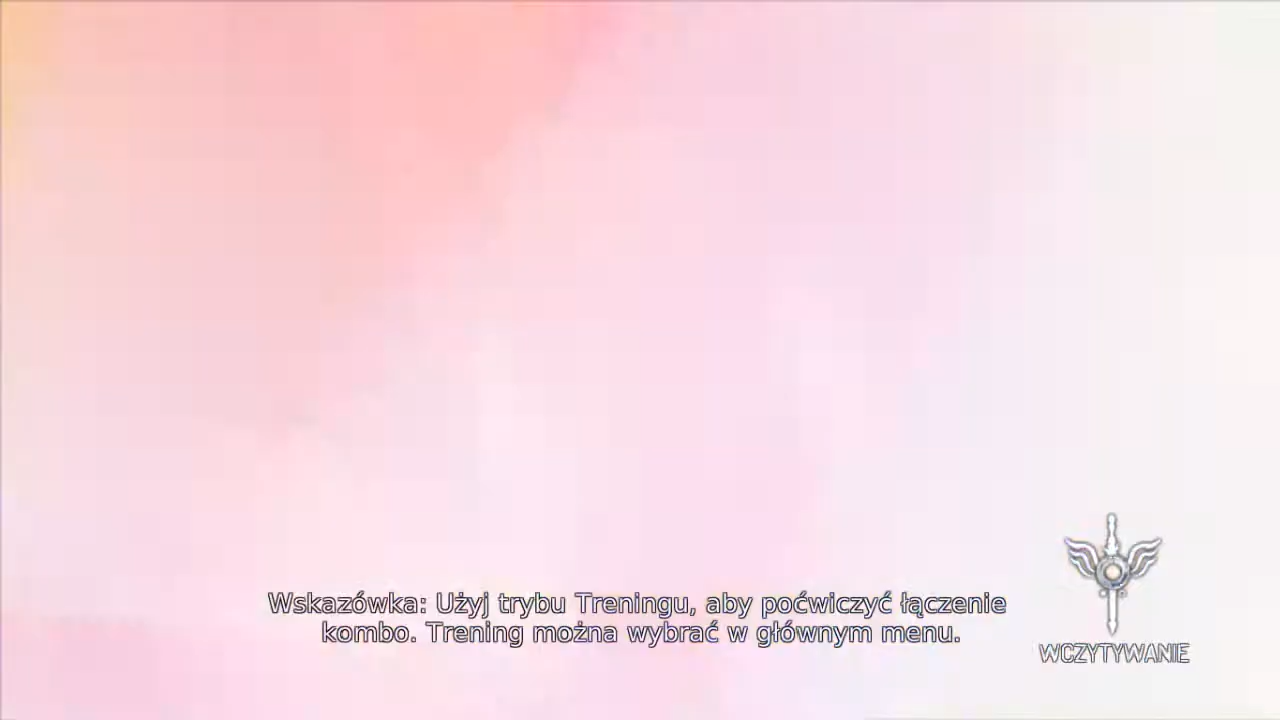 Wskazówka: Użyj trybu Treningu, aby poćwiczyć łączenie
kombo. Trening można wybrać w głównym menu.
WCZYTYWANIE